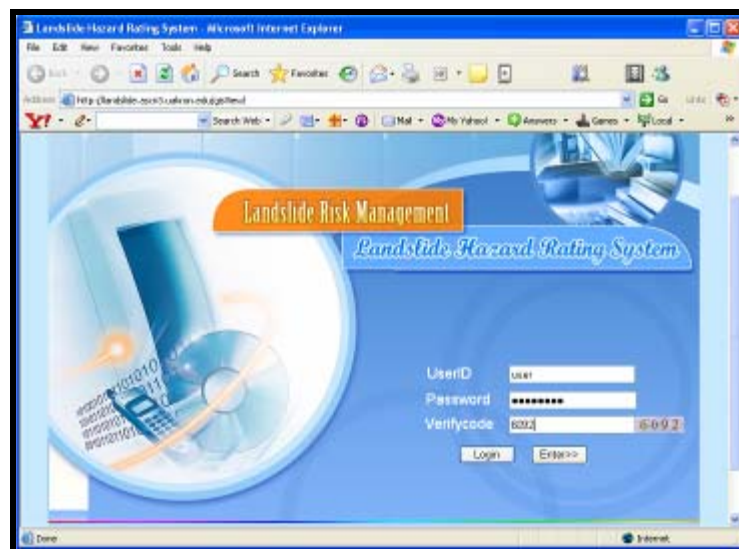 Landslide Hazard Rating System - Microsoft Internet Explorer
File Edit View Favorites Tools Help
Search Favorites
Address Go Links
Y! Search Web Mail My Yahoo! Answers Games Local
Landslide Risk Management
Landslide Hazard Rating System
UserID user
Password ••••••••
Verifycode 6092 6092
Login Enter>>
Done Internet